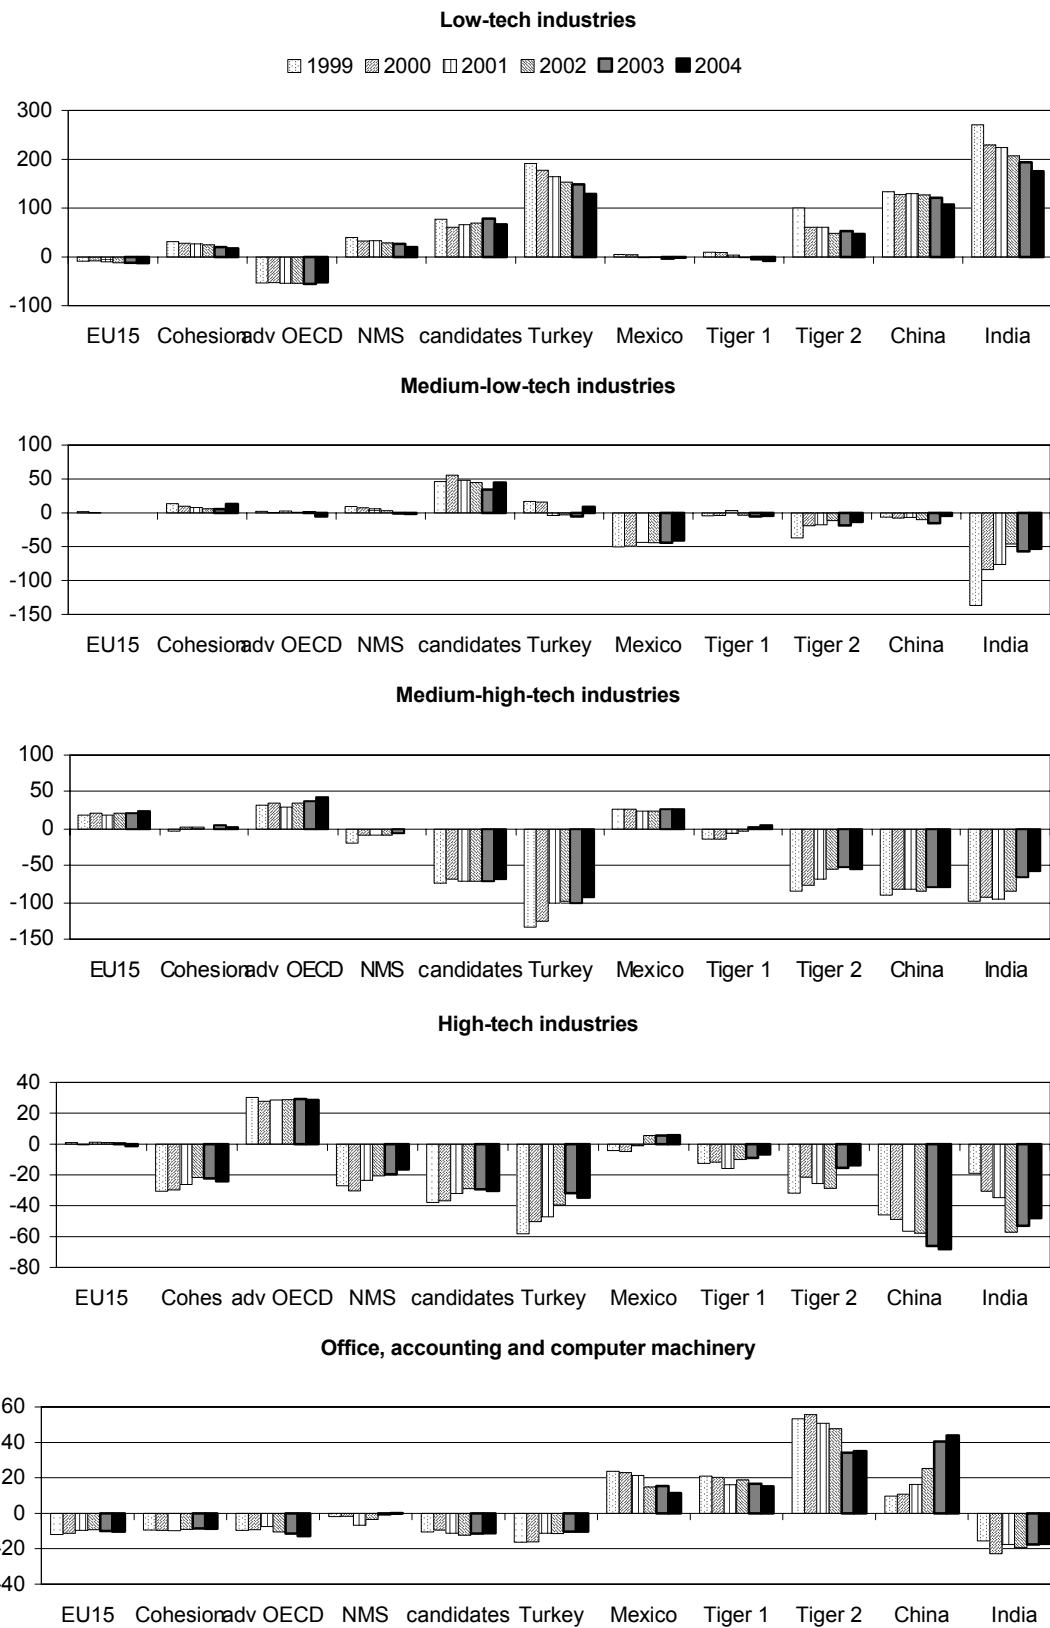 Low-tech industries
1999 2000 2001 2002 2003 2004
300
200
100
0
-100
EU15 Cohesion adv OECD NMS candidates Turkey Mexico Tiger 1 Tiger 2 China India
Medium-low-tech industries
100
50
0
-50
-100
-150
EU15 Cohesion adv OECD NMS candidates Turkey Mexico Tiger 1 Tiger 2 China India
Medium-high-tech industries
100
50
0
-50
-100
-150
EU15 Cohesion adv OECD NMS candidates Turkey Mexico Tiger 1 Tiger 2 China India
High-tech industries
40
20
0
-20
-40
-60
-80
EU15 Cohes adv OECD NMS candidates Turkey Mexico Tiger 1 Tiger 2 China India
Office, accounting and computer machinery
60
40
20
0
-20
-40
EU15 Cohesion adv OECD NMS candidates Turkey Mexico Tiger 1 Tiger 2 China India